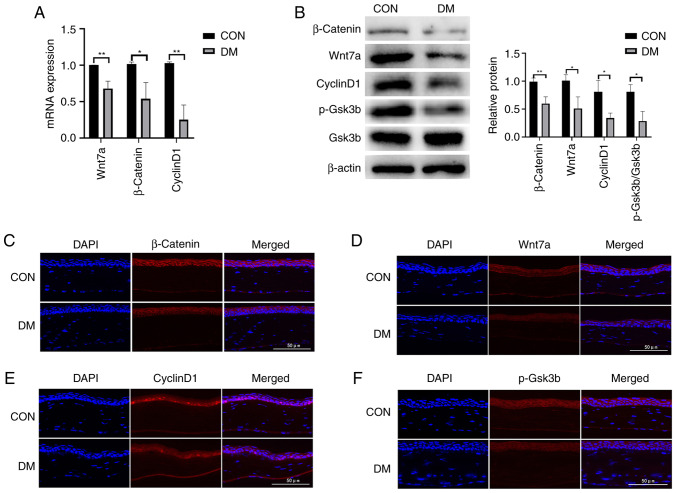 A
CON
DM
mRNA expression
1.5
1.0
0.5
0.0
**
*
**
Wnt7a
β-Catenin
CyclinD1
B
CON DM
β-Catenin
Wnt7a
CyclinD1
p-Gsk3b
Gsk3b
β-actin
CON
DM
Relative protein
1.5
1.0
0.5
0.0
**
*
*
*
β-Catenin
Wnt7a
CyclinD1
p-Gsk3b/Gsk3b
C
DAPI β-Catenin Merged
CON
DM
50 μm
D
DAPI Wnt7a Merged
CON
DM
50 μm
E
DAPI CyclinD1 Merged
CON
DM
50 μm
F
DAPI p-Gsk3b Merged
CON
DM
50 μm